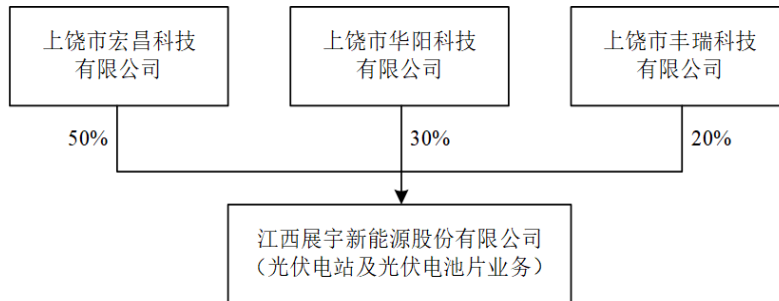 上饶市宏昌科技
有限公司
上饶市华阳科技
有限公司
上饶市丰瑞科技
有限公司
50%
30%
20%
江西展宇新能源股份有限公司
（光伏电站及光伏电池片业务）